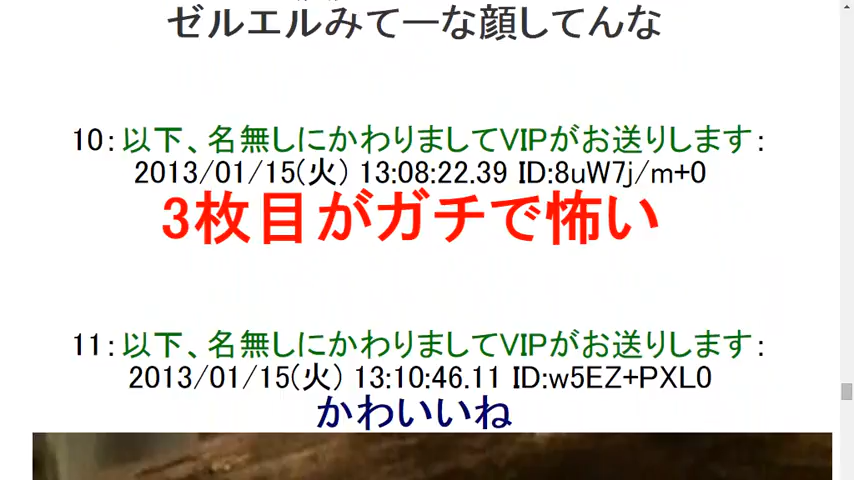 ゼルエルみてーな顔してんな
10：以下、名無しにかわりましてVIPがお送りします：
2013/01/15(火) 13:08:22.39 ID:8uW7j/m+0
3枚目がガチで怖い
11：以下、名無しにかわりましてVIPがお送りします：
2013/01/15(火) 13:10:46.11 ID:w5EZ+PXL0
かわいいね